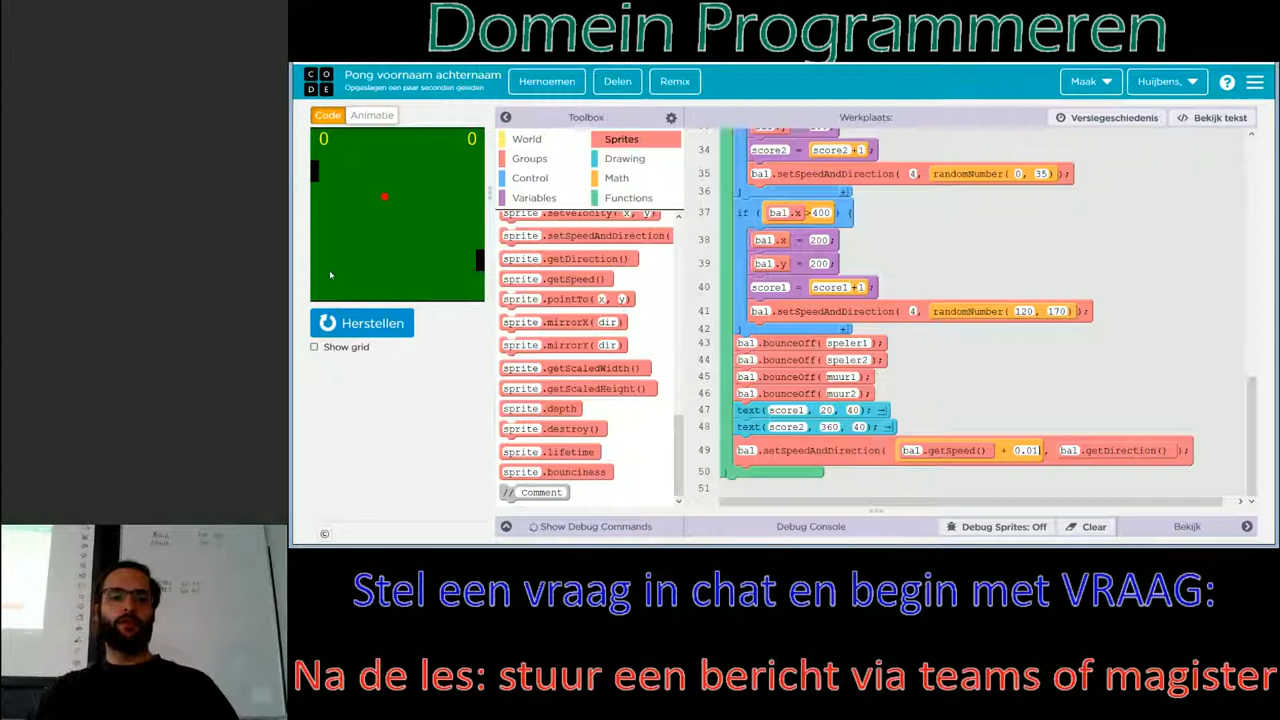 Domein Programmeren
CO
DE
Pong voornaam achternaam
Opgeslagen een paar seconden geleden
Hernoemen
Delen
Remix
Maak
Huijbens,
?
Code
Animatie
0
0
Herstellen
Show grid
Toolbox
World
Sprites
Groups
Drawing
Control
Math
Variables
Functions
sprite.setVelocity( x, y)
sprite.setSpeedAndDirection(
sprite.getDirection()
sprite.getSpeed()
sprite.pointTo( x, y)
sprite.mirrorX( dir)
sprite.mirrorY( dir)
sprite.getScaledWidth()
sprite.getScaledHeight()
sprite.depth
sprite.destroy()
sprite.lifetime
sprite.bounciness
// Comment
Werkplaats:
Versiegeschiedenis
</> Bekijk tekst
34 score2 = score2 +1;
35 bal.setSpeedAndDirection( 4, randomNumber( 0, 35) );
36 }
37 if ( bal.x > 400 ) {
38 bal.x = 200;
39 bal.y = 200;
40 score1 = score1 +1;
41 bal.setSpeedAndDirection( 4, randomNumber( 120, 170) );
42 }
43 bal.bounceOff( speler1);
44 bal.bounceOff( speler2);
45 bal.bounceOff( muur1);
46 bal.bounceOff( muur2);
47 text( score1, 20, 40);
48 text( score2, 360, 40);
49 bal.setSpeedAndDirection( bal.getSpeed() + 0.01, bal.getDirection() );
50 }
51
Show Debug Commands
Debug Console
Debug Sprites: Off
Clear
Bekijk
Stel een vraag in chat en begin met VRAAG:
Na de les: stuur een bericht via teams of magister